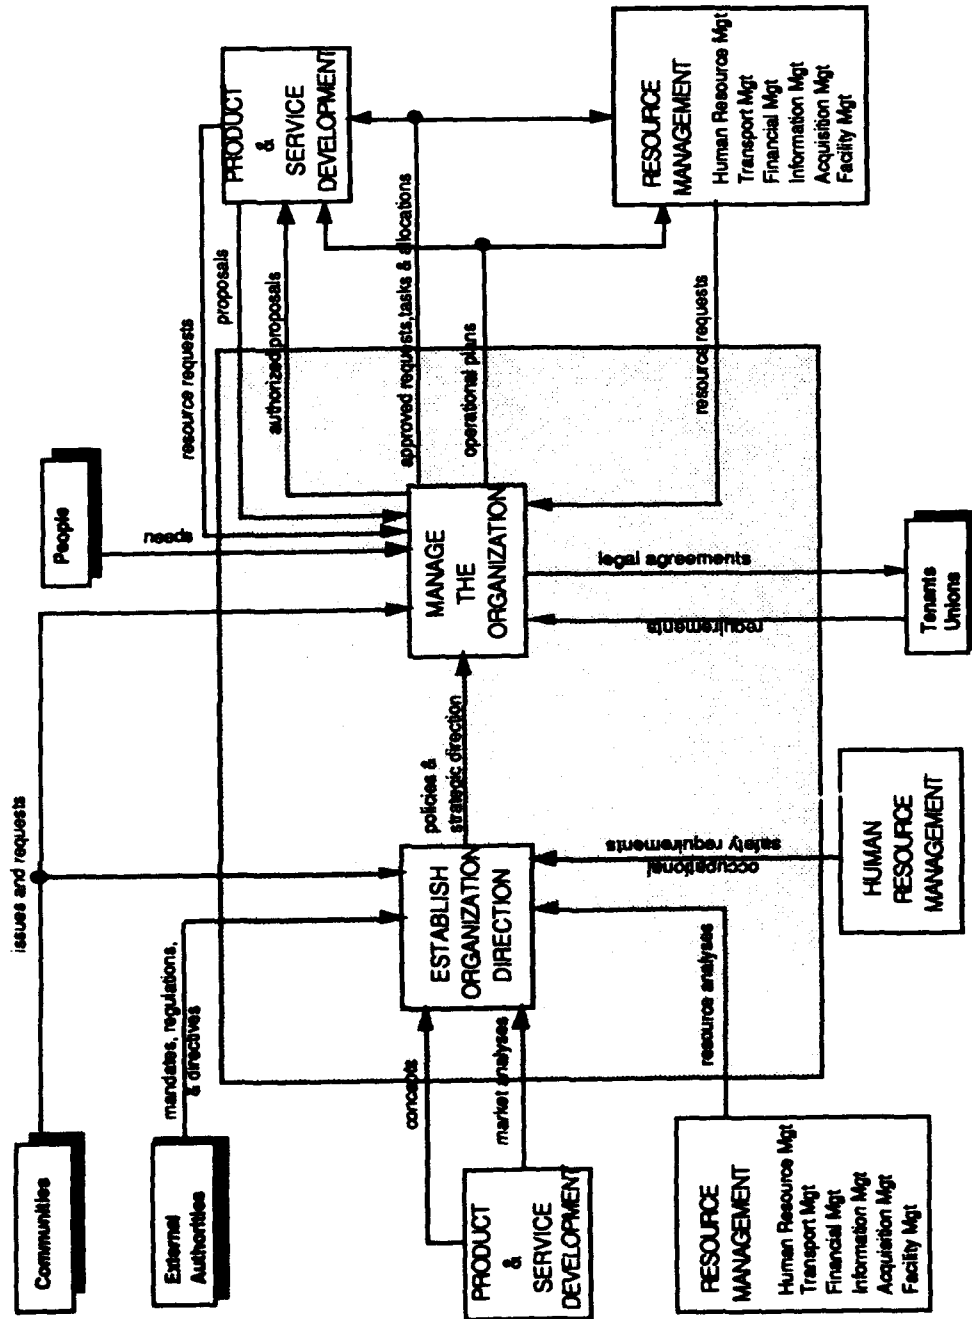 Communities
issues and requests
External
Authorities
mandates, regulations,
& directives
People
needs
resource requests
proposals
authorized proposals
PRODUCT
&
SERVICE
DEVELOPMENT
approved requests,tasks & allocations
operational plans
concepts
market analyses
PRODUCT
&
SERVICE
DEVELOPMENT
ESTABLISH
ORGANIZATION
DIRECTION
policies &
strategic direction
MANAGE
THE
ORGANIZATION
RESOURCE
MANAGEMENT
Human Resource Mgt
Transport Mgt
Financial Mgt
Information Mgt
Acquisition Mgt
Facility Mgt
resource requests
legal agreements
requirements
Tenants
Unions
occupational
safety requirements
HUMAN
RESOURCE
MANAGEMENT
resource analyses
RESOURCE
MANAGEMENT
Human Resource Mgt
Transport Mgt
Financial Mgt
Information Mgt
Acquisition Mgt
Facility Mgt